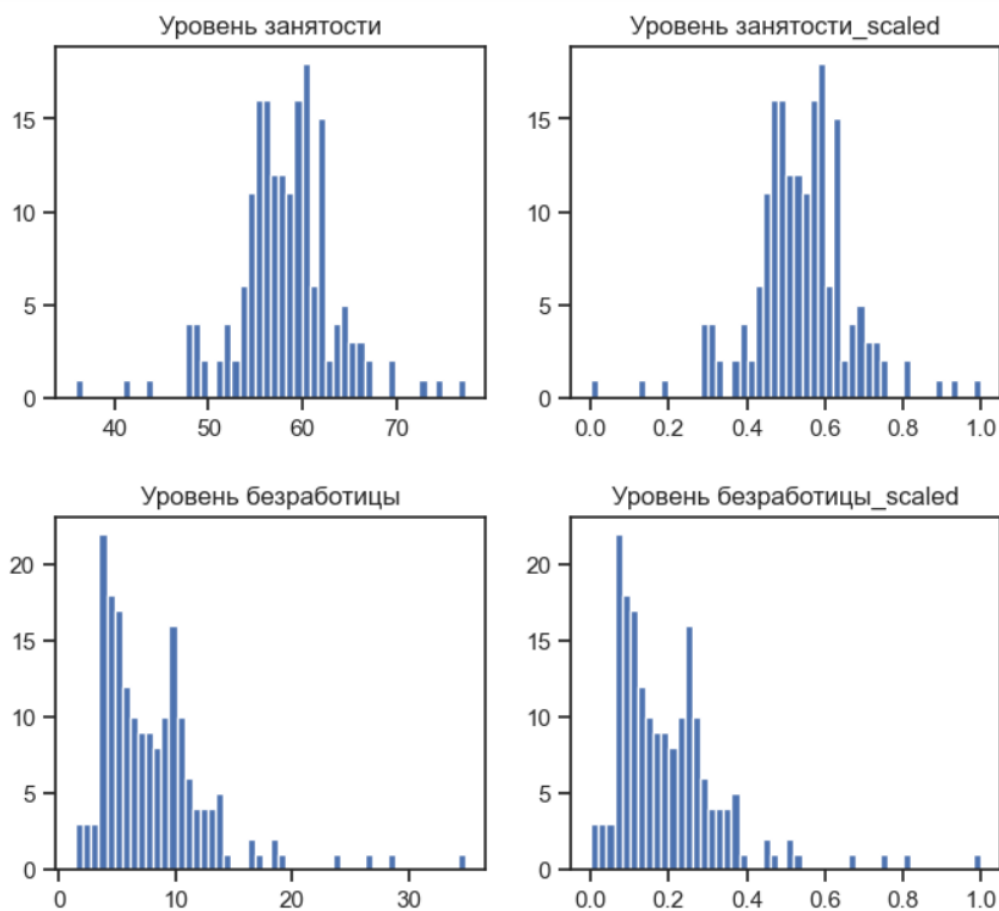 Уровень занятости
15
10
5
0
40 50 60 70
Уровень занятости_scaled
15
10
5
0
0.0 0.2 0.4 0.6 0.8 1.0
Уровень безработицы
20
15
10
5
0
0 10 20 30
Уровень безработицы_scaled
20
15
10
5
0
0.0 0.2 0.4 0.6 0.8 1.0